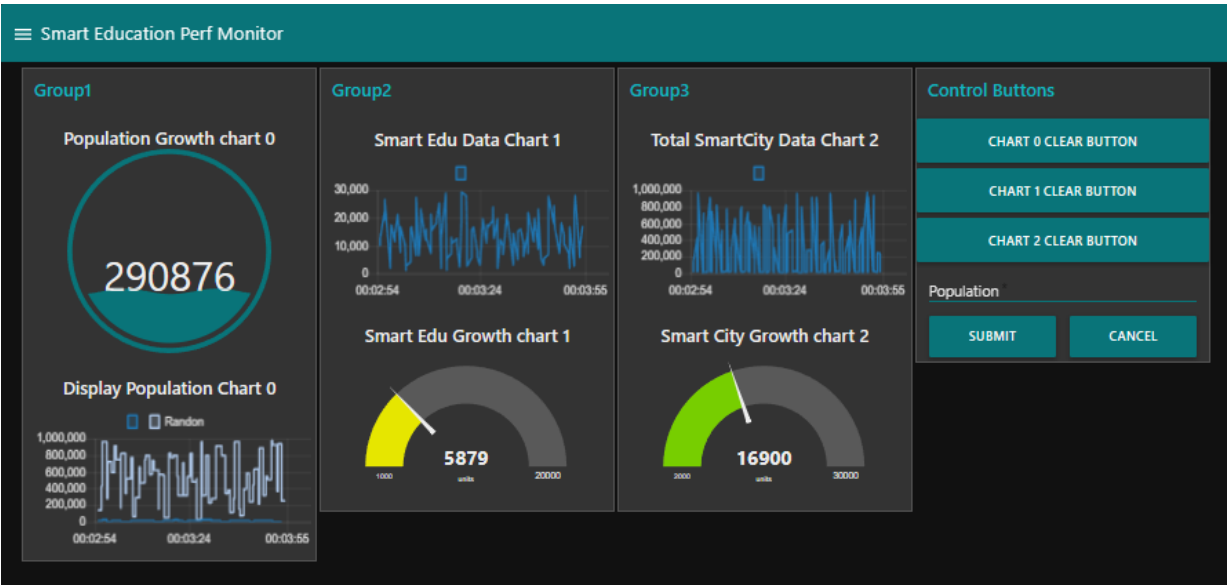 Smart Education Perf Monitor
Group1
Population Growth chart 0
290876
Display Population Chart 0
Randon
1,000,000
800,000
600,000
400,000
200,000
0
00:02:54 00:03:24 00:03:55
Group2
Smart Edu Data Chart 1
30,000
20,000
10,000
0
00:02:54 00:03:24 00:03:55
Smart Edu Growth chart 1
5879
1000 units 20000
Group3
Total SmartCity Data Chart 2
1,000,000
800,000
600,000
400,000
200,000
0
00:02:54 00:03:24 00:03:55
Smart City Growth chart 2
16900
2000 units 30000
Control Buttons
CHART 0 CLEAR BUTTON
CHART 1 CLEAR BUTTON
CHART 2 CLEAR BUTTON
Population *
SUBMIT CANCEL